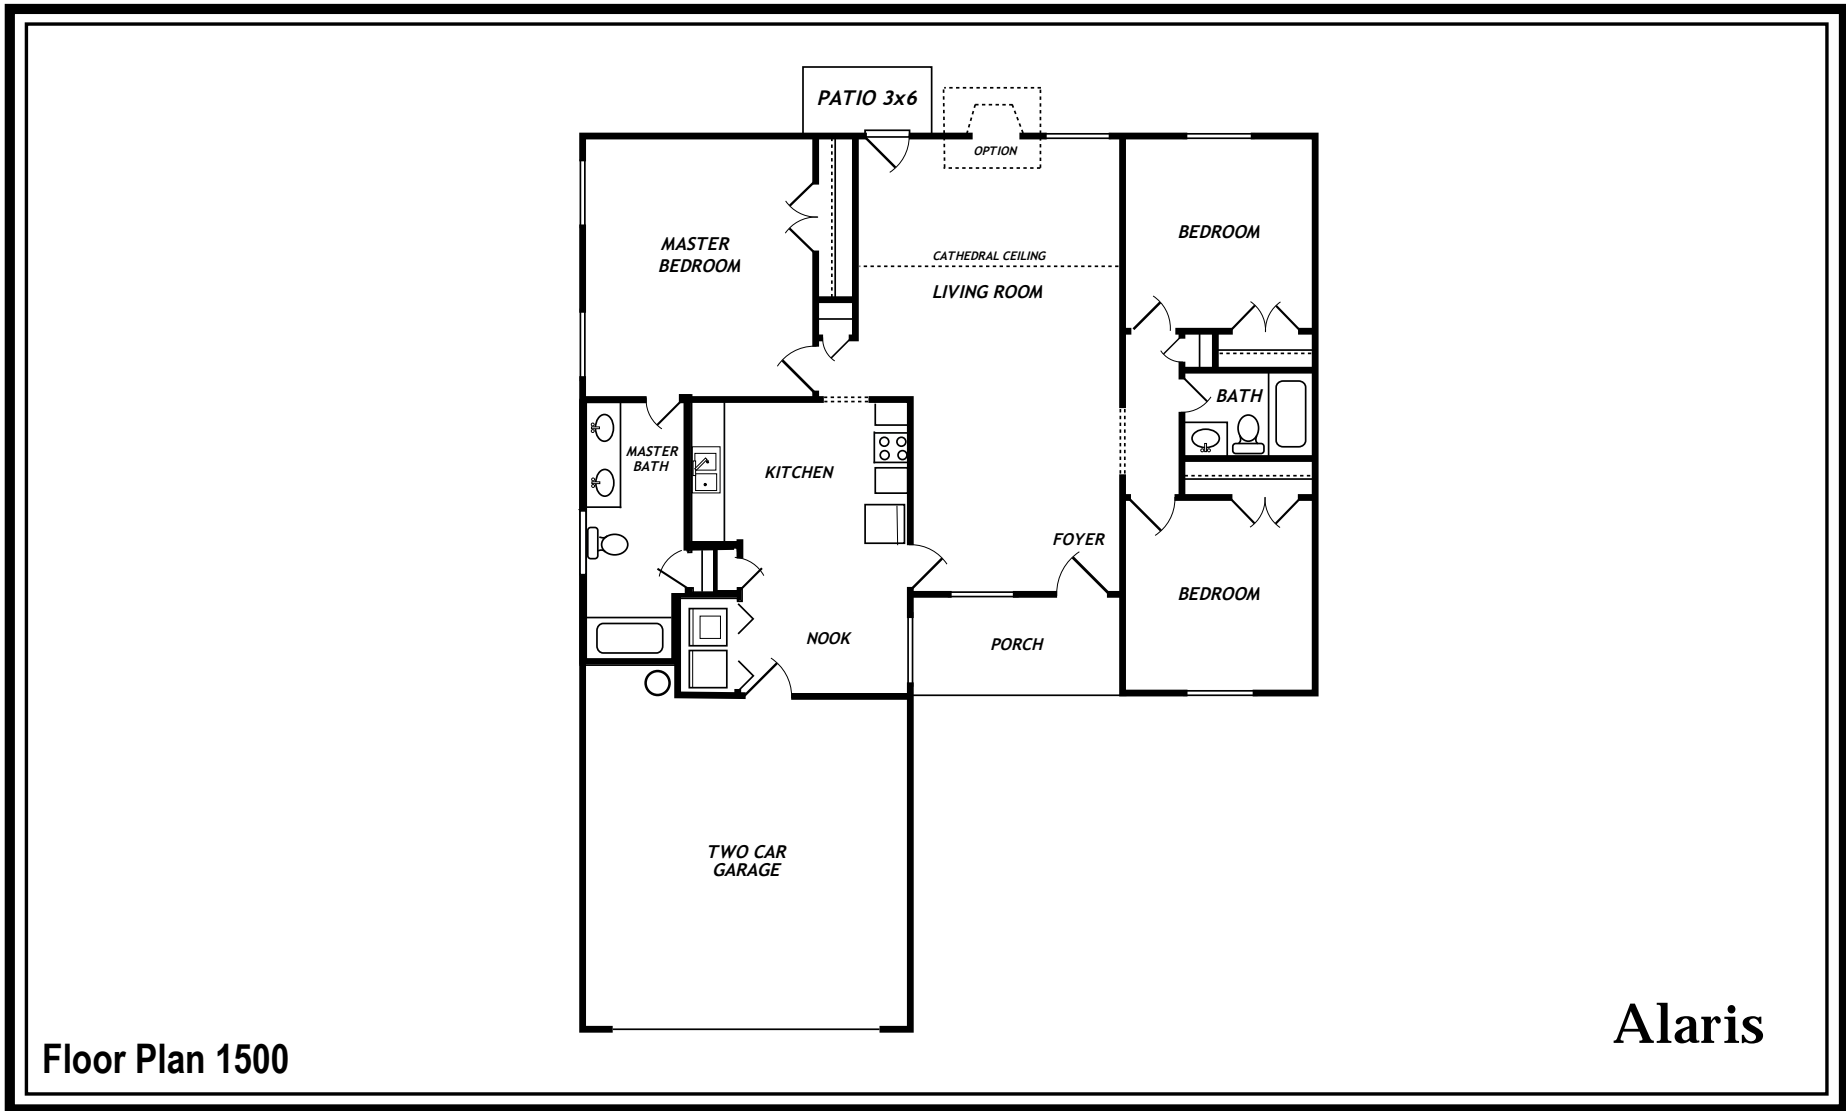 PATIO 3x6
OPTION
MASTER
BEDROOM
CATHEDRAL CEILING
LIVING ROOM
BEDROOM
BATH
MASTER
BATH
KITCHEN
FOYER
BEDROOM
NOOK
PORCH
TWO CAR
GARAGE
Floor Plan 1500
Alaris